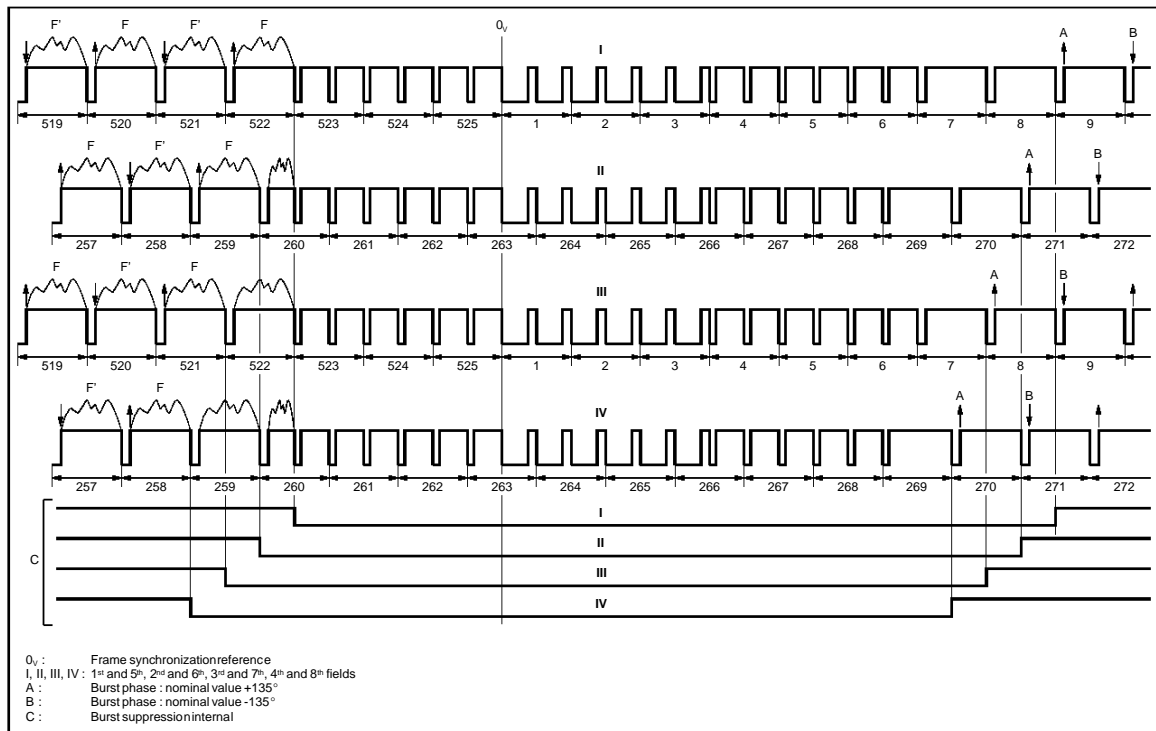 F' F F' F 0V A B
I
519 520 521 522 523 524 525 1 2 3 4 5 6 7 8 9
F F' F A B
II
257 258 259 260 261 262 263 264 265 266 267 268 269 270 271 272
F F' F A B
III
519 520 521 522 523 524 525 1 2 3 4 5 6 7 8 9
F' F A B
IV
257 258 259 260 261 262 263 264 265 266 267 268 269 270 271 272
I
II
C
III
IV
0V : Frame synchronization reference
I, II, III, IV : 1st and 5th, 2nd and 6th, 3rd and 7th, 4th and 8th fields
A : Burst phase : nominal value +135°
B : Burst phase : nominal value -135°
C : Burst suppression internal